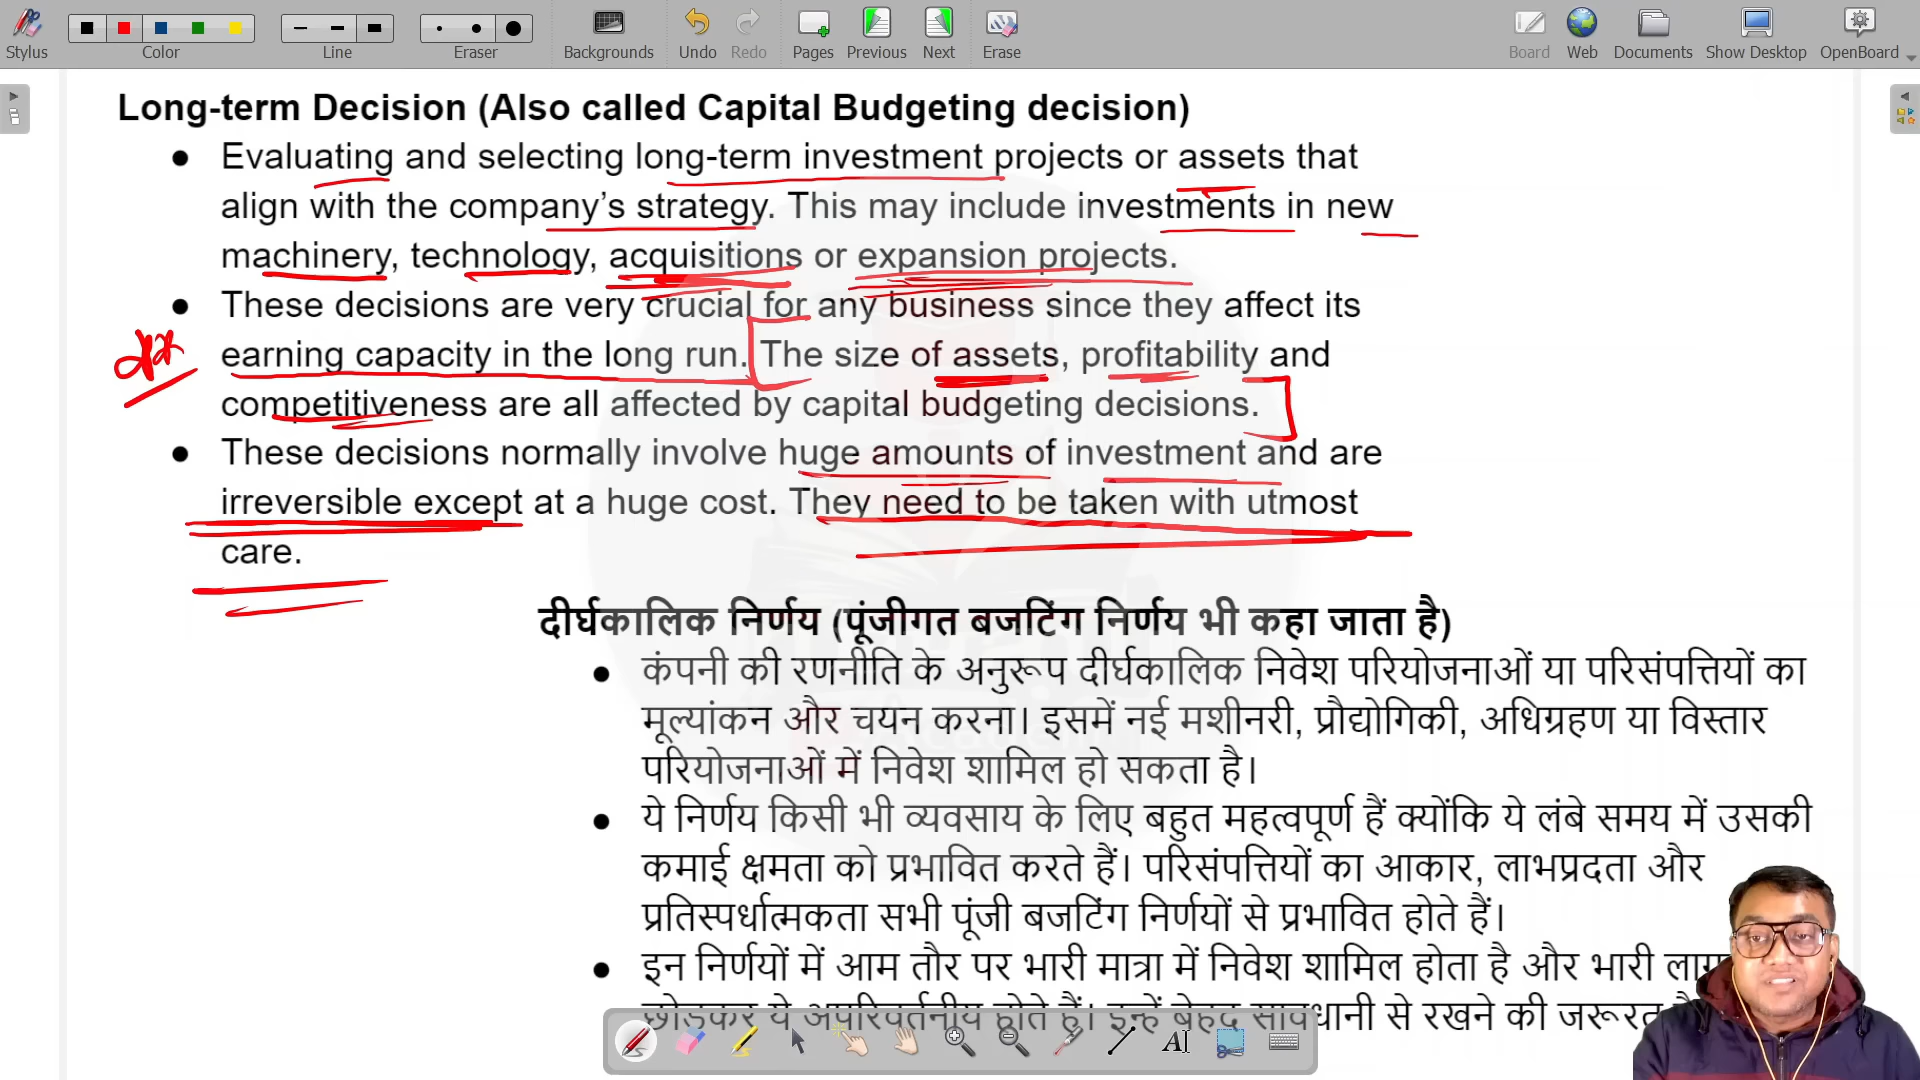 Stylus
Color
Line
Eraser
Backgrounds
Undo
Redo
Pages
Previous
Next
Erase
Board
Web
Documents
Show Desktop
OpenBoard
Long-term Decision (Also called Capital Budgeting decision)
● Evaluating and selecting long-term investment projects or assets that
align with the company's strategy. This may include investments in new
machinery, technology, acquisitions or expansion projects.
● These decisions are very crucial for any business since they affect its
earning capacity in the long run. The size of assets, profitability and
competitiveness are all affected by capital budgeting decisions.
● These decisions normally involve huge amounts of investment and are
irreversible except at a huge cost. They need to be taken with utmost
care.
दीर्घकालिक निर्णय (पूंजीगत बजटिंग निर्णय भी कहा जाता है)
● कंपनी की रणनीति के अनुरूप दीर्घकालिक निवेश परियोजनाओं या परिसंपत्तियों का
मूल्यांकन और चयन करना। इसमें नई मशीनरी, प्रौद्योगिकी, अधिग्रहण या विस्तार
परियोजनाओं में निवेश शामिल हो सकता है।
● ये निर्णय किसी भी व्यवसाय के लिए बहुत महत्वपूर्ण हैं क्योंकि ये लंबे समय में उसकी
कमाई क्षमता को प्रभावित करते हैं। परिसंपत्तियों का आकार, लाभप्रदता और
प्रतिस्पर्धात्मकता सभी पूंजी बजटिंग निर्णयों से प्रभावित होते हैं।
● इन निर्णयों में आम तौर पर भारी मात्रा में निवेश शामिल होता है और भारी
छोड़कर ये अपरिवर्तनीय होते हैं। इन्हें बेहद सावधानी से रखने की जरूरत